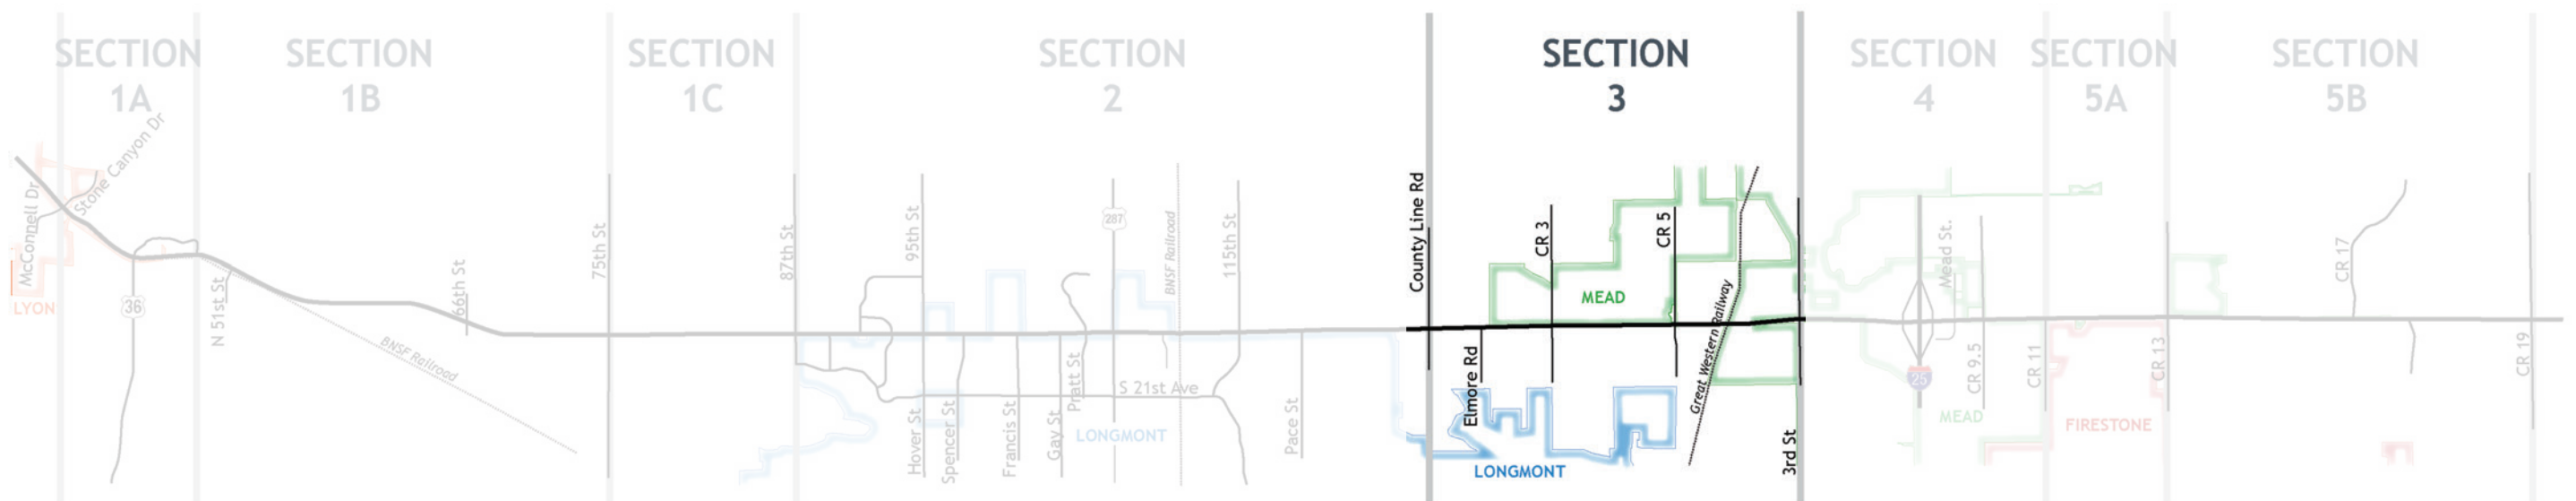 SECTION
1A
SECTION
1B
SECTION
1C
SECTION
2
SECTION
3
SECTION
4
SECTION
5A
SECTION
5B
McConnell Dr
Stone Canyon Dr
LYON
36
N 51st St
BNSF Railroad
66th St
75th St
87th St
95th St
287
BNSF Railroad
115th St
Hover St
Spencer St
Francis St
Gay St
Pratt St
S 21st Ave
LONGMONT
Pace St
County Line Rd
Elmore Rd
CR 3
MEAD
CR 5
Great Western Railway
LONGMONT
3rd St
25
Mead St.
CR 9.5
MEAD
CR 11
FIRESTONE
CR 13
CR 17
CR 19